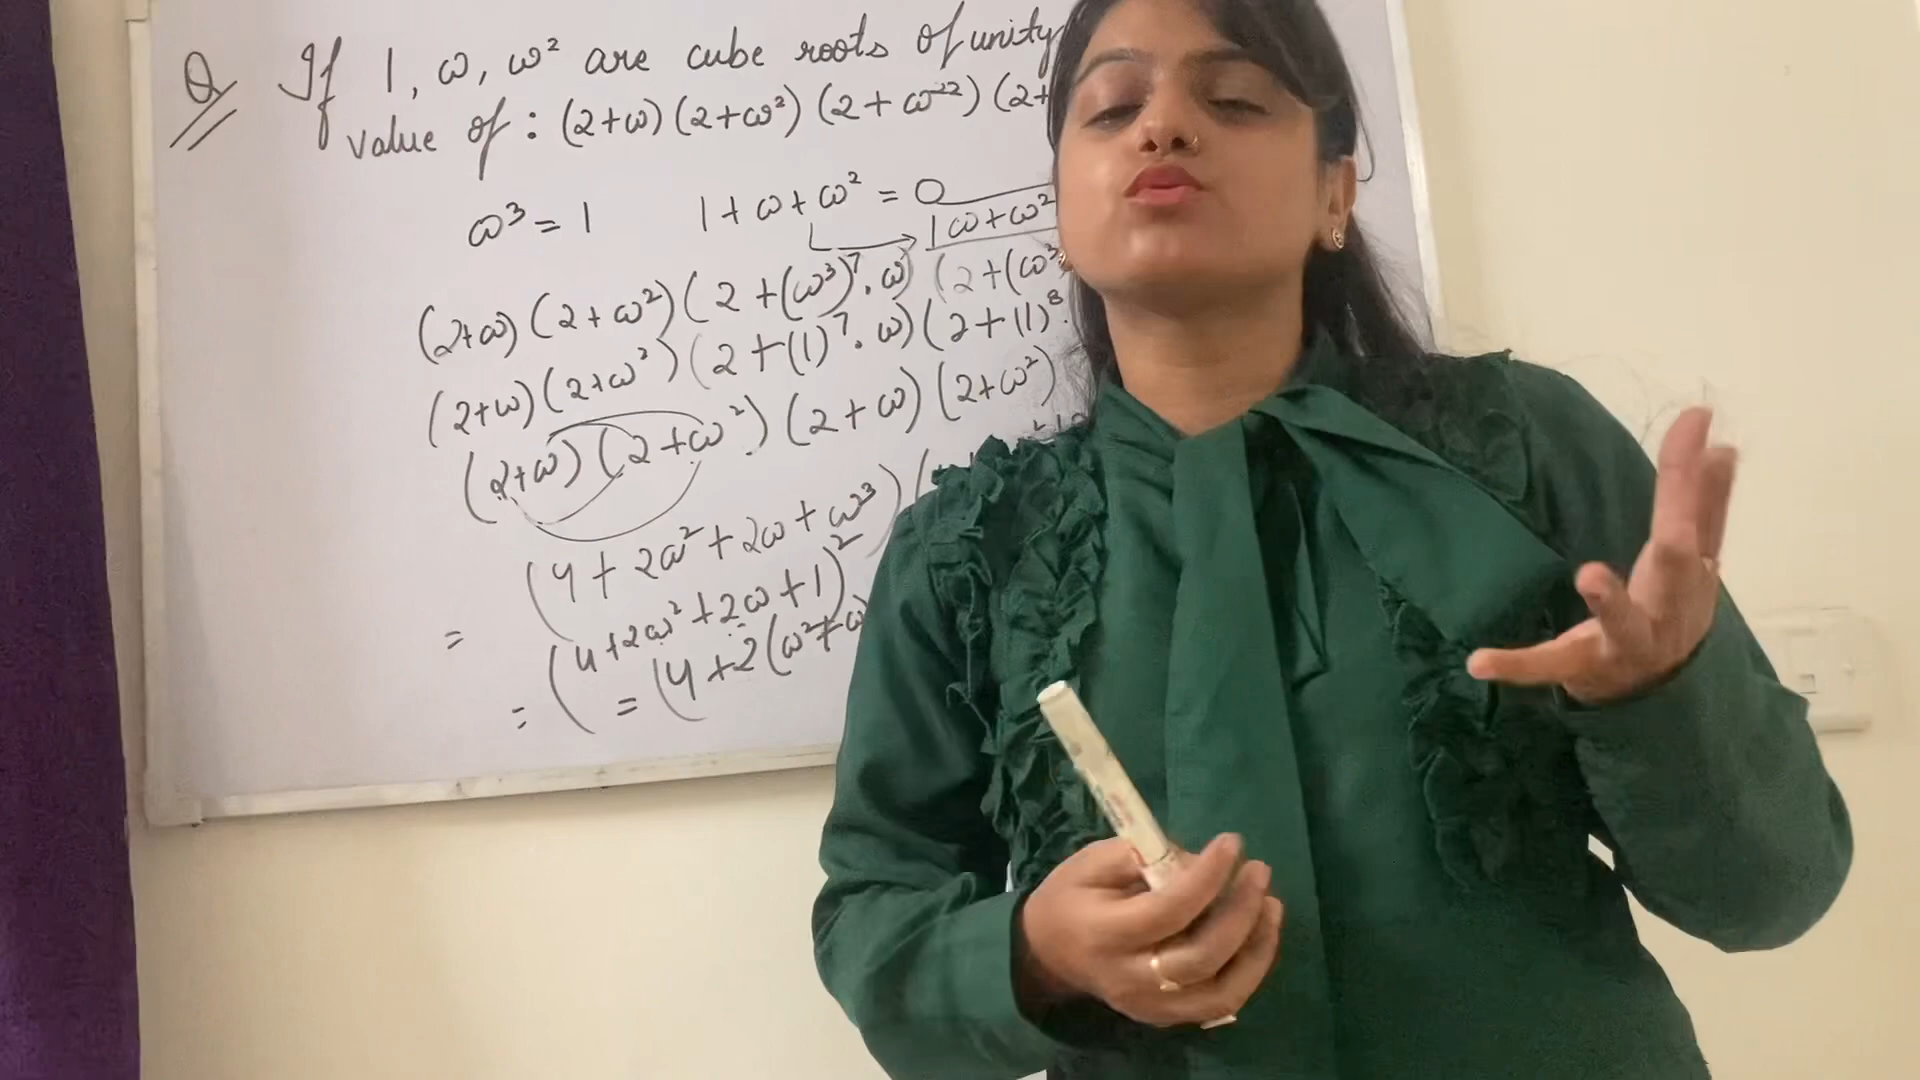 Q If 1, ω, ω² are cube roots of unity
value of : (2+ω) (2+ω²) (2+ω²²) (2+
ω³ = 1 1+ω+ω² = 0
1 ω+ω²
(2+ω) (2+ω²) (2+(ω³)⁷.ω) (2+(ω³
(2+ω) (2+ω²) (2+(1)⁷.ω) (2+(1)⁸.
(2+ω) (2+ω²) (2+ω) (2+ω²)
(4+2ω²+2ω+ω³) (
= (4+2ω²+2ω+1)²
= = (4+2(ω²+ω)